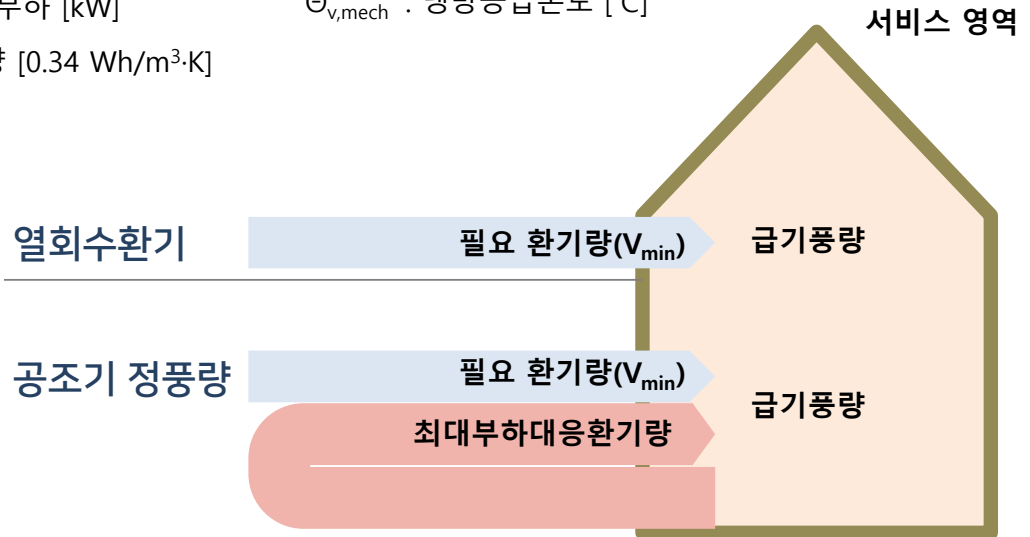 부하 [kW]
Θv,mech : 냉방공급온도 [℃]
[0.34 Wh/m³·K]
서비스 영역
열회수환기
필요 환기량(Vmin)
급기풍량
공조기 정풍량
필요 환기량(Vmin)
급기풍량
최대부하대응환기량